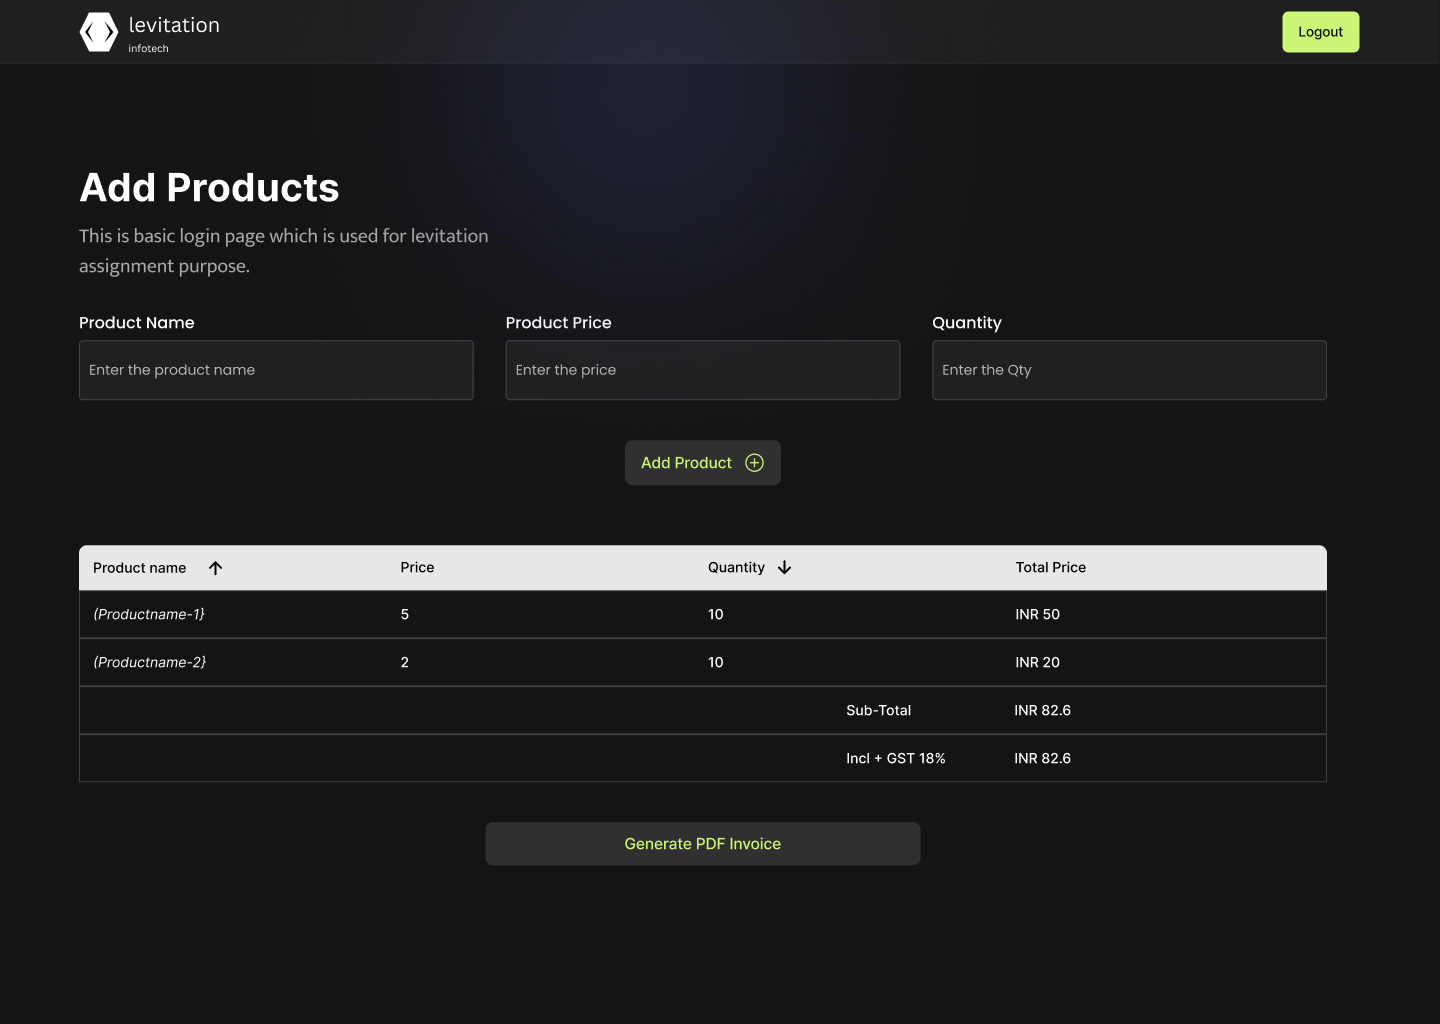 levitation
infotech
Logout
Add Products
This is basic login page which is used for levitation
assignment purpose.
Product Name Product Price Quantity
Enter the product name Enter the price Enter the Qty
Add Product
Product name Price Quantity Total Price
(Productname-1} 5 10 INR 50
(Productname-2} 2 10 INR 20
Sub-Total INR 82.6
Incl + GST 18% INR 82.6
Generate PDF Invoice